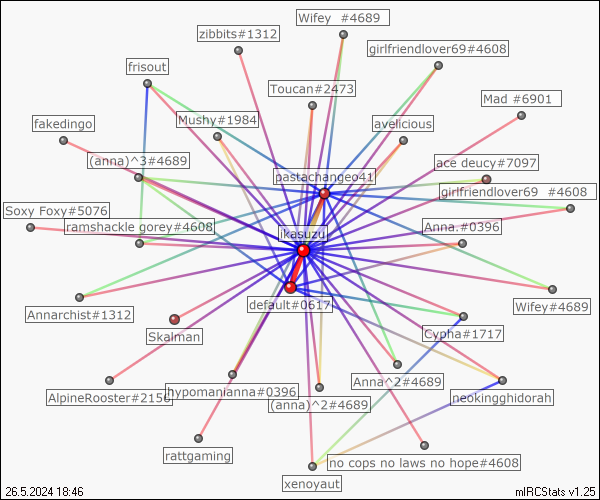 Wifey #4689
zibbits#1312
girlfriendlover69#4608
frisout
Toucan#2473
Mad #6901
Mushy#1984
avelicious
fakedingo
(anna)^3#4689
ace deucy#7097
pastachangeo41
girlfriendlover69 #4608
Soxy Foxy#5076
ramshackle gorey#4608
Anna.#0396
ikasuzu
default#0617
Wifey#4689
Annarchist#1312
Cypha#1717
Skalman
Anna^2#4689
AlpineRooster#2156
hypomanianna#0396
neokingghidorah
(anna)^2#4689
rattgaming
no cops no laws no hope#4608
xenoyaut
26.5.2024 18:46
mIRCStats v1.25